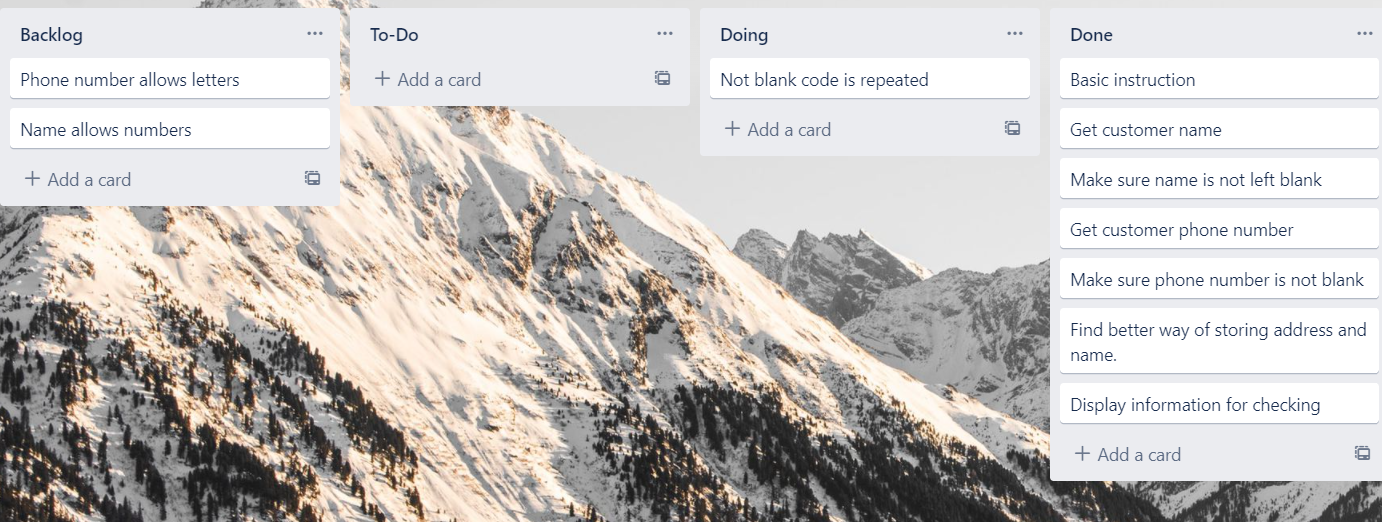 Backlog
Phone number allows letters
Name allows numbers
Add a card
To-Do
Add a card
Doing
Not blank code is repeated
Add a card
Done
Basic instruction
Get customer name
Make sure name is not left blank
Get customer phone number
Make sure phone number is not blank
Find better way of storing address and
name.
Display information for checking
Add a card